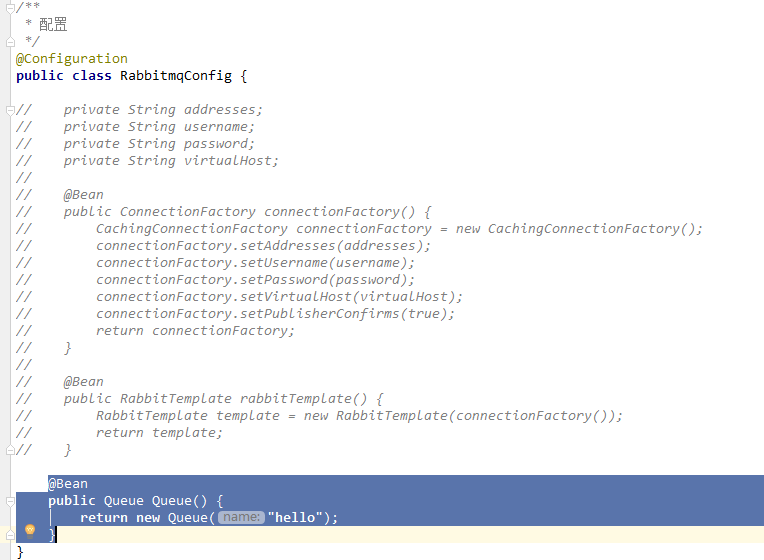 /**
 * 配置
 */
@Configuration
public class RabbitmqConfig {
//    private String addresses;
//    private String username;
//    private String password;
//    private String virtualHost;
//
//    @Bean
//    public ConnectionFactory connectionFactory() {
//        CachingConnectionFactory connectionFactory = new CachingConnectionFactory();
//        connectionFactory.setAddresses(addresses);
//        connectionFactory.setUsername(username);
//        connectionFactory.setPassword(password);
//        connectionFactory.setVirtualHost(virtualHost);
//        connectionFactory.setPublisherConfirms(true);
//        return connectionFactory;
//    }
//
//    @Bean
//    public RabbitTemplate rabbitTemplate() {
//        RabbitTemplate template = new RabbitTemplate(connectionFactory());
//        return template;
//    }
    @Bean
    public Queue Queue() {
        return new Queue( name: "hello");
    }
}